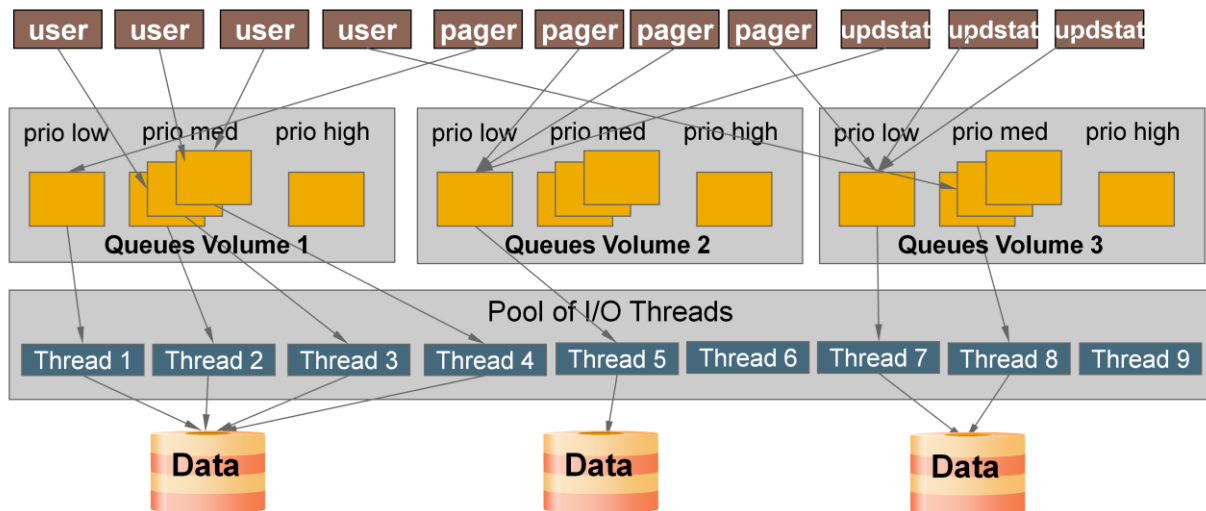 user user user user pager pager pager pager updstat updstat updstat
prio low prio med prio high prio low prio med prio high prio low prio med prio high
Queues Volume 1 Queues Volume 2 Queues Volume 3
Pool of I/O Threads
Thread 1 Thread 2 Thread 3 Thread 4 Thread 5 Thread 6 Thread 7 Thread 8 Thread 9
Data Data Data